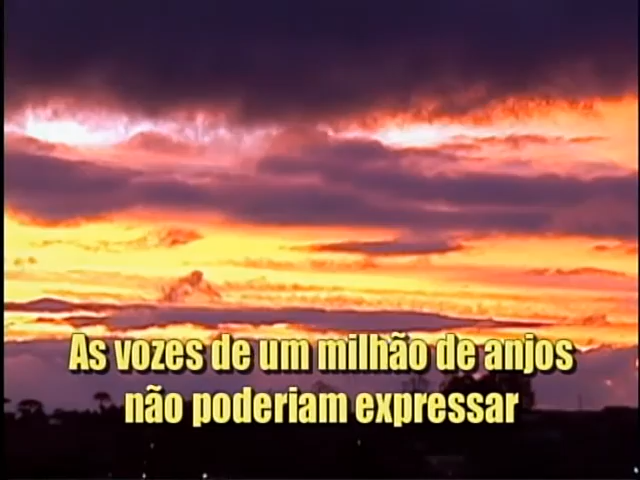 As vozes de um milhão de anjos
não poderiam expressar